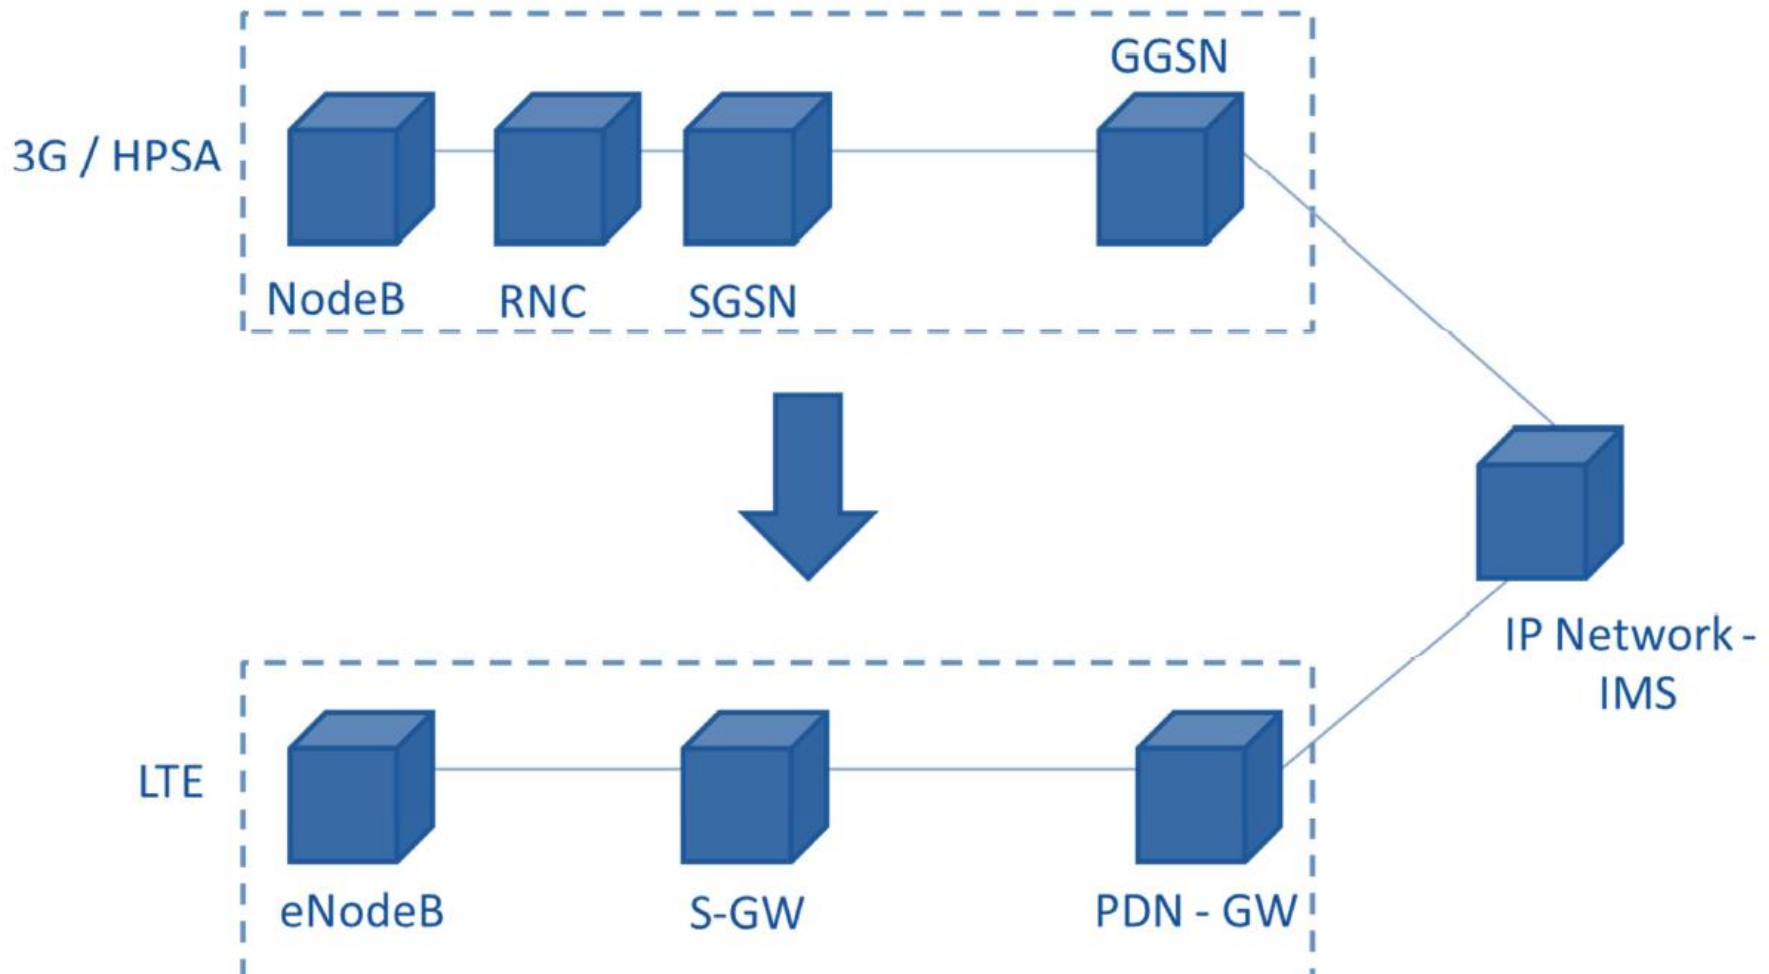 GGSN
3G / HPSA
NodeB
RNC
SGSN
IP Network -
IMS
LTE
eNodeB
S-GW
PDN - GW